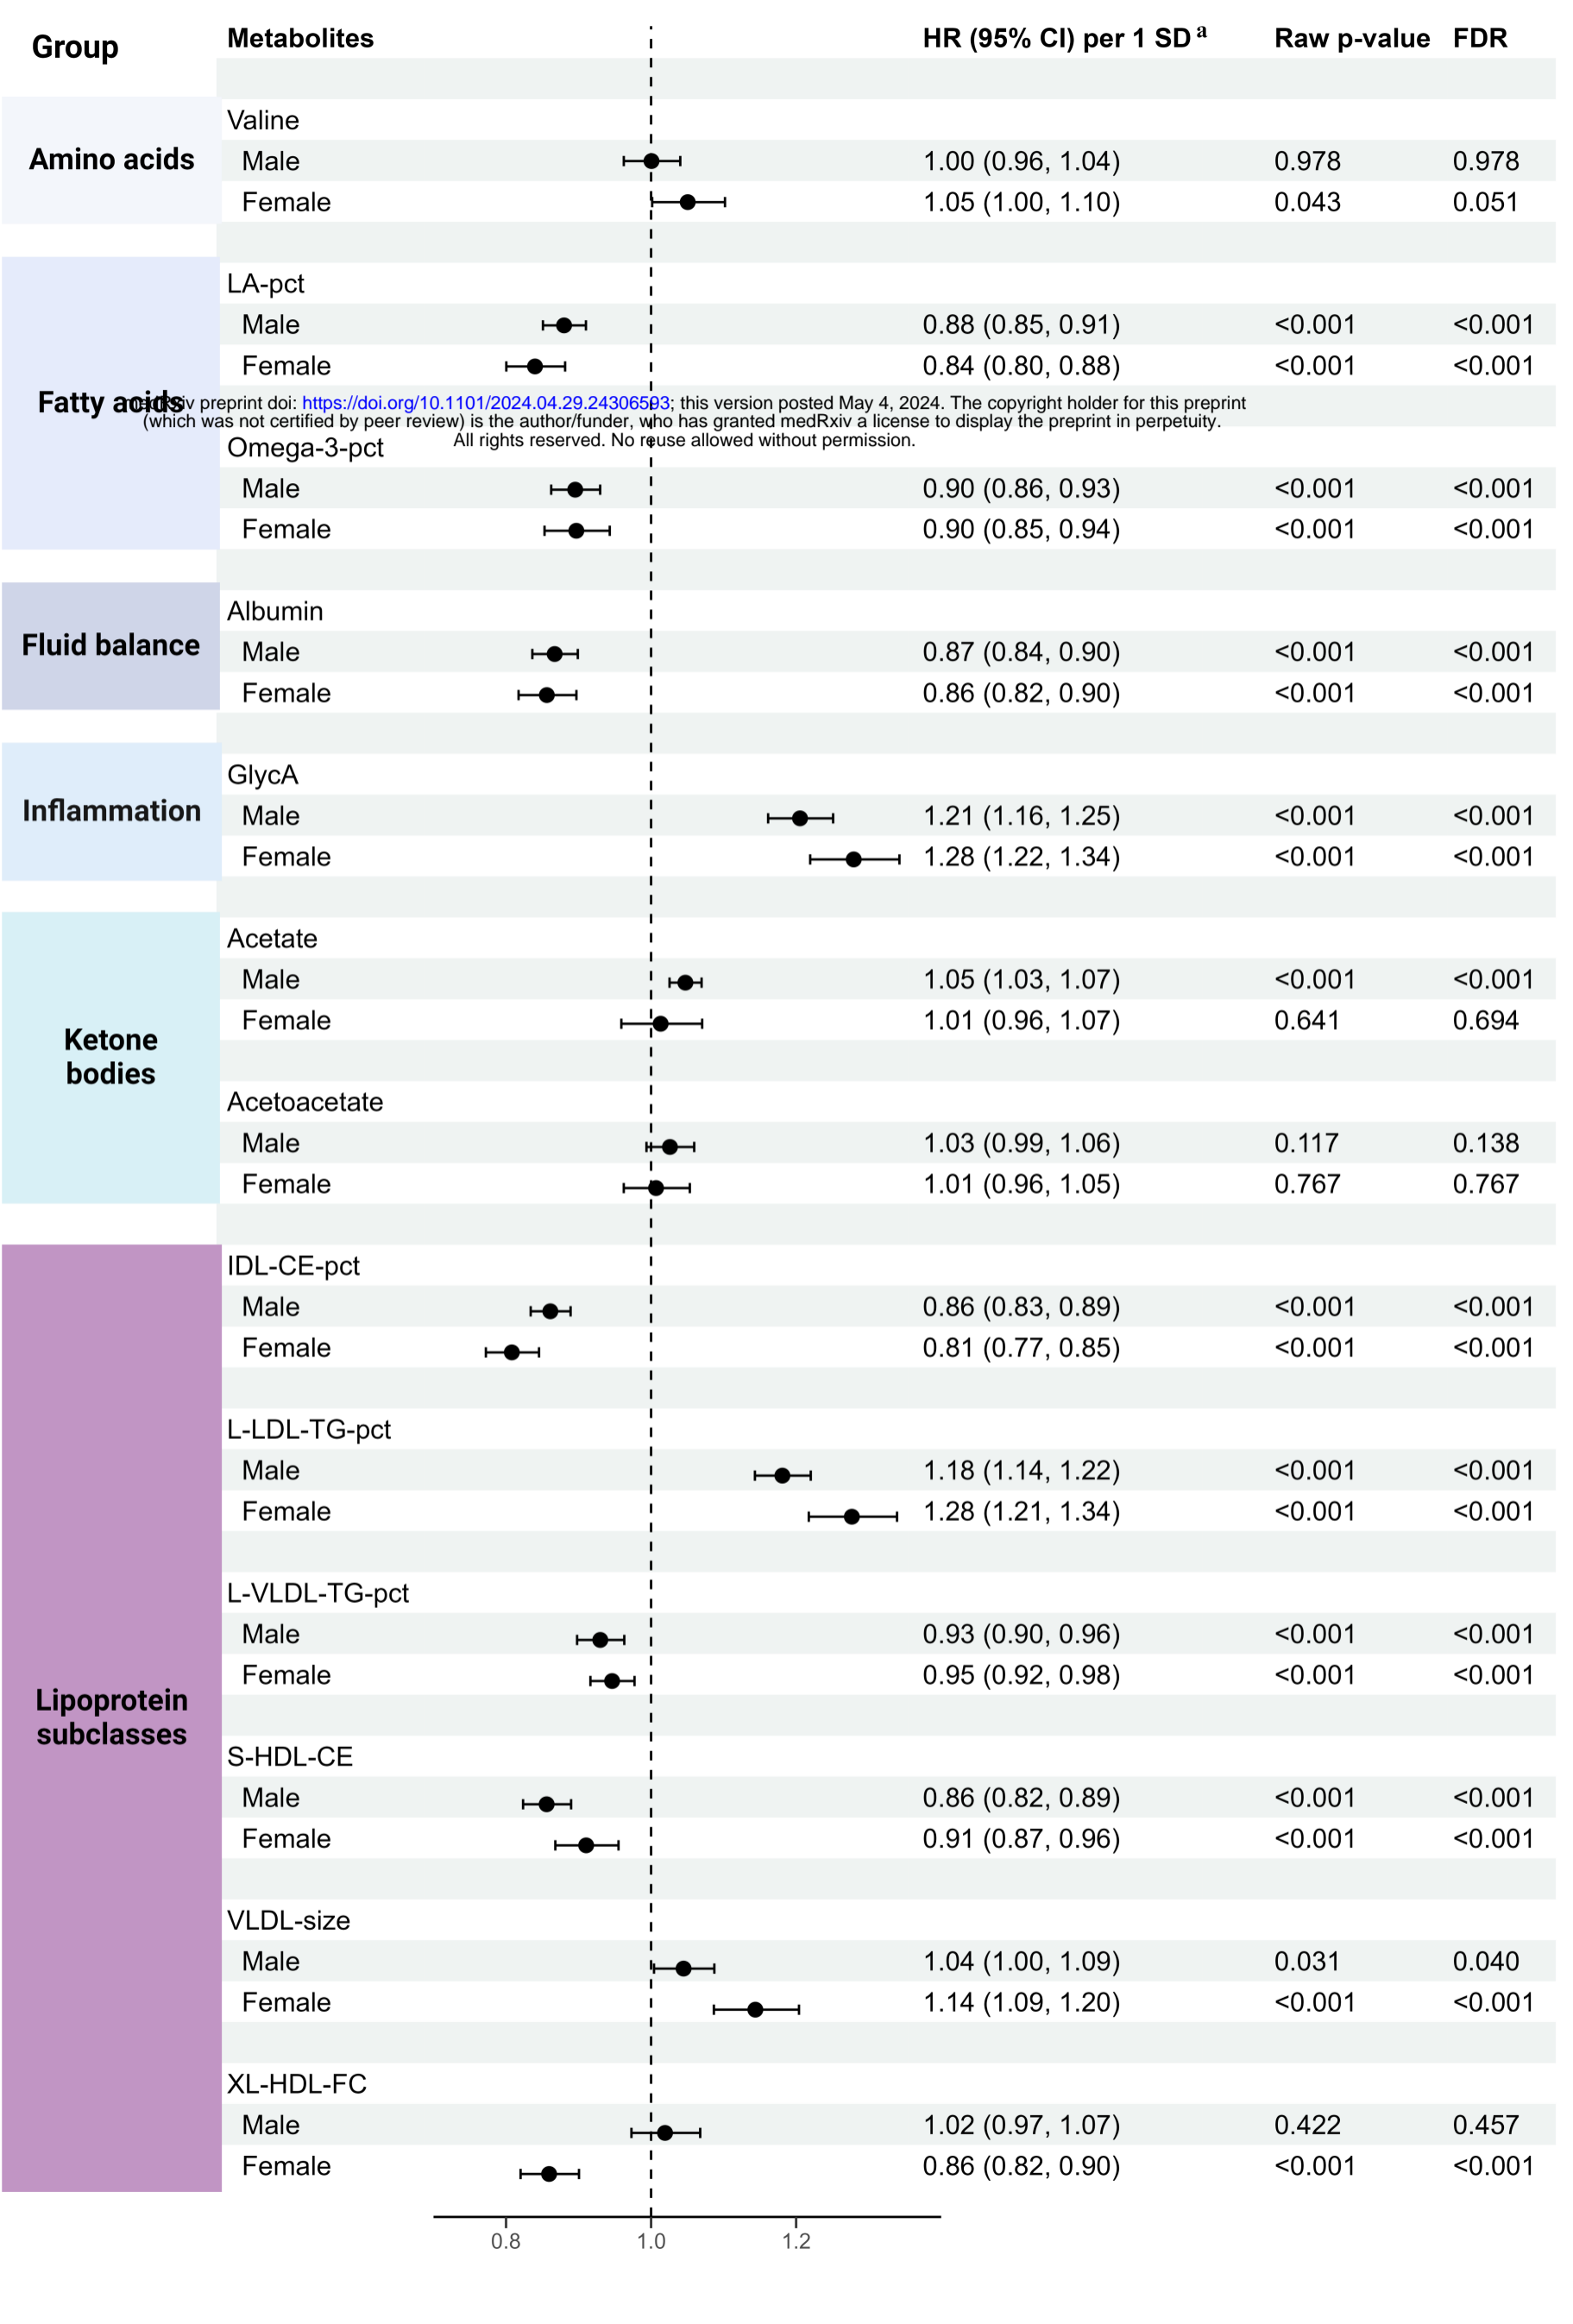 Group Metabolites HR (95% CI) per 1 SD a Raw p-value FDR
Amino acids
Valine
Male 1.00 (0.96, 1.04) 0.978 0.978
Female 1.05 (1.00, 1.10) 0.043 0.051
Fatty acids
LA-pct
Male 0.88 (0.85, 0.91) <0.001 <0.001
Female 0.84 (0.80, 0.88) <0.001 <0.001
medRxiv preprint doi: https://doi.org/10.1101/2024.04.29.24306593; this version posted May 4, 2024. The copyright holder for this preprint
(which was not certified by peer review) is the author/funder, who has granted medRxiv a license to display the preprint in perpetuity.
All rights reserved. No reuse allowed without permission.
Omega-3-pct
Male 0.90 (0.86, 0.93) <0.001 <0.001
Female 0.90 (0.85, 0.94) <0.001 <0.001
Fluid balance
Albumin
Male 0.87 (0.84, 0.90) <0.001 <0.001
Female 0.86 (0.82, 0.90) <0.001 <0.001
Inflammation
GlycA
Male 1.21 (1.16, 1.25) <0.001 <0.001
Female 1.28 (1.22, 1.34) <0.001 <0.001
Ketone
bodies
Acetate
Male 1.05 (1.03, 1.07) <0.001 <0.001
Female 1.01 (0.96, 1.07) 0.641 0.694
Acetoacetate
Male 1.03 (0.99, 1.06) 0.117 0.138
Female 1.01 (0.96, 1.05) 0.767 0.767
Lipoprotein
subclasses
IDL-CE-pct
Male 0.86 (0.83, 0.89) <0.001 <0.001
Female 0.81 (0.77, 0.85) <0.001 <0.001
L-LDL-TG-pct
Male 1.18 (1.14, 1.22) <0.001 <0.001
Female 1.28 (1.21, 1.34) <0.001 <0.001
L-VLDL-TG-pct
Male 0.93 (0.90, 0.96) <0.001 <0.001
Female 0.95 (0.92, 0.98) <0.001 <0.001
S-HDL-CE
Male 0.86 (0.82, 0.89) <0.001 <0.001
Female 0.91 (0.87, 0.96) <0.001 <0.001
VLDL-size
Male 1.04 (1.00, 1.09) 0.031 0.040
Female 1.14 (1.09, 1.20) <0.001 <0.001
XL-HDL-FC
Male 1.02 (0.97, 1.07) 0.422 0.457
Female 0.86 (0.82, 0.90) <0.001 <0.001
0.8 1.0 1.2